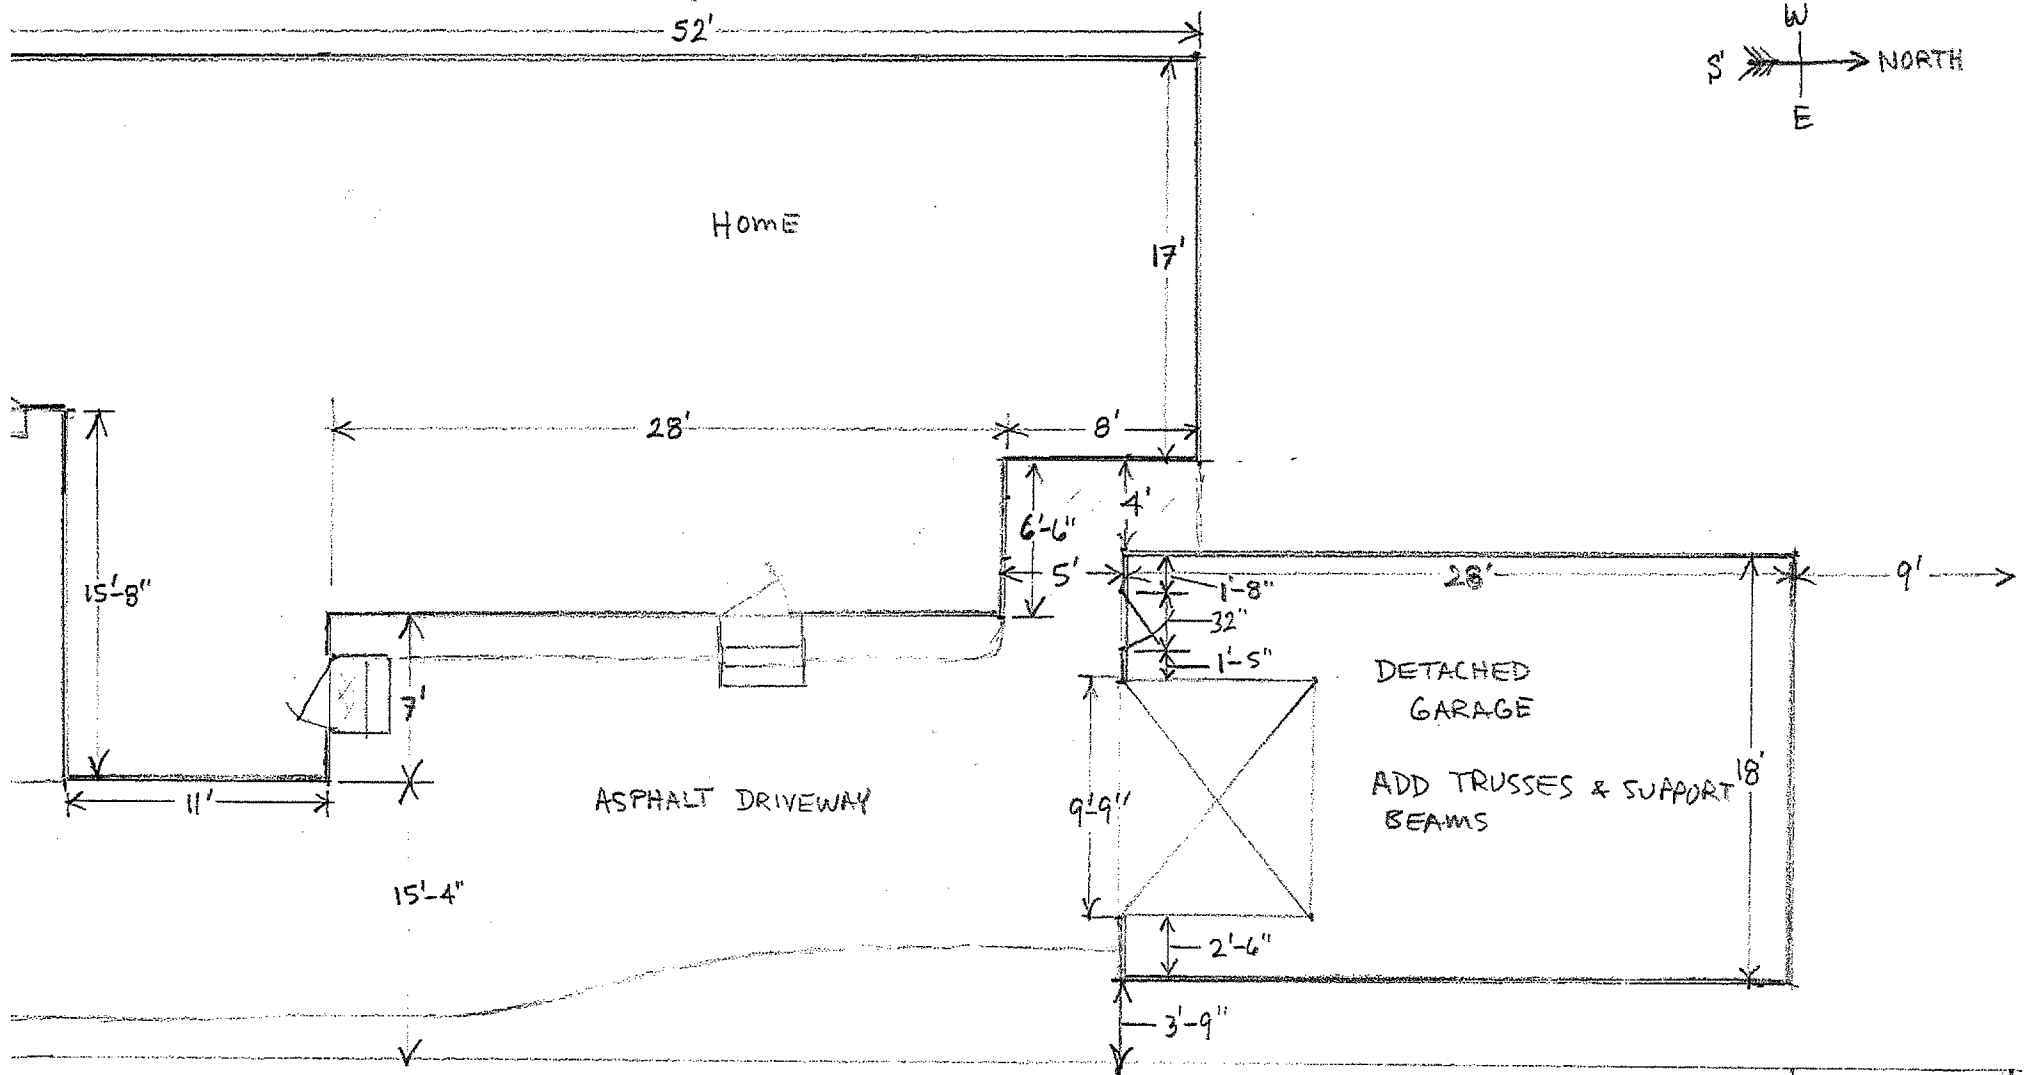 52'
W
S
NORTH
E
HOME
17'
28'
8'
4'
6'-6"
5'
1'-8"
28'
9'
15'-8"
32"
1'-5"
DETACHED
GARAGE
7'
18'
ADD TRUSSES & SUPPORT
BEAMS
11'
ASPHALT DRIVEWAY
9'-9"
15'-4"
2'-6"
3'-9"